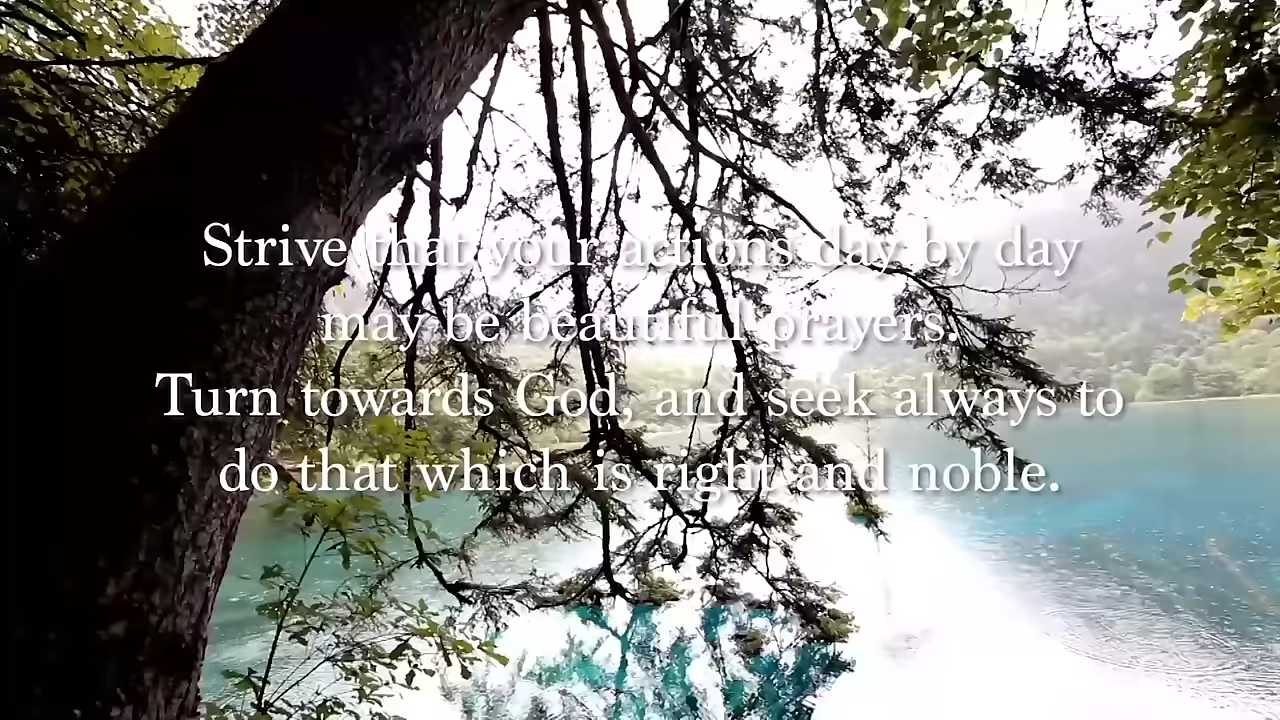 Strive that your actions day by day
may be beautiful prayers.
Turn towards God, and seek always to
do that which is right and noble.